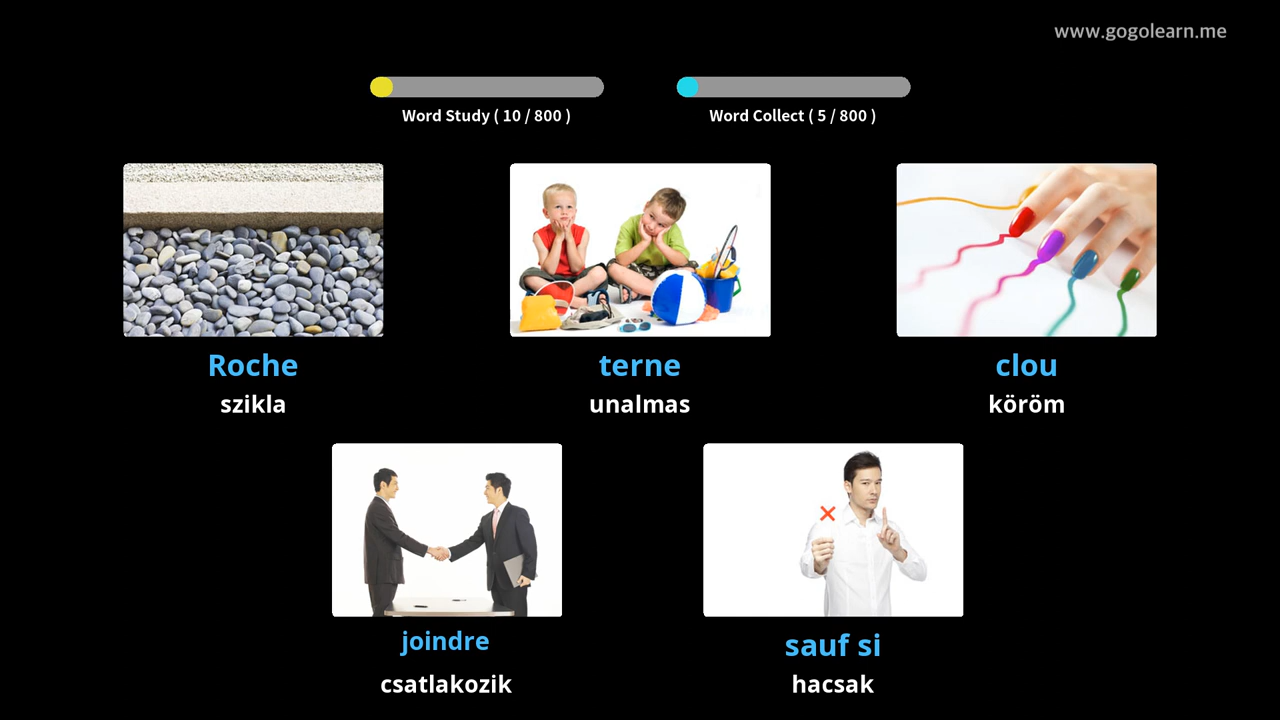 www.gogolearn.me
Word Study ( 10 / 800 )
Word Collect ( 5 / 800 )
Roche
szikla
terne
unalmas
clou
köröm
joindre
csatlakozik
sauf si
hacsak